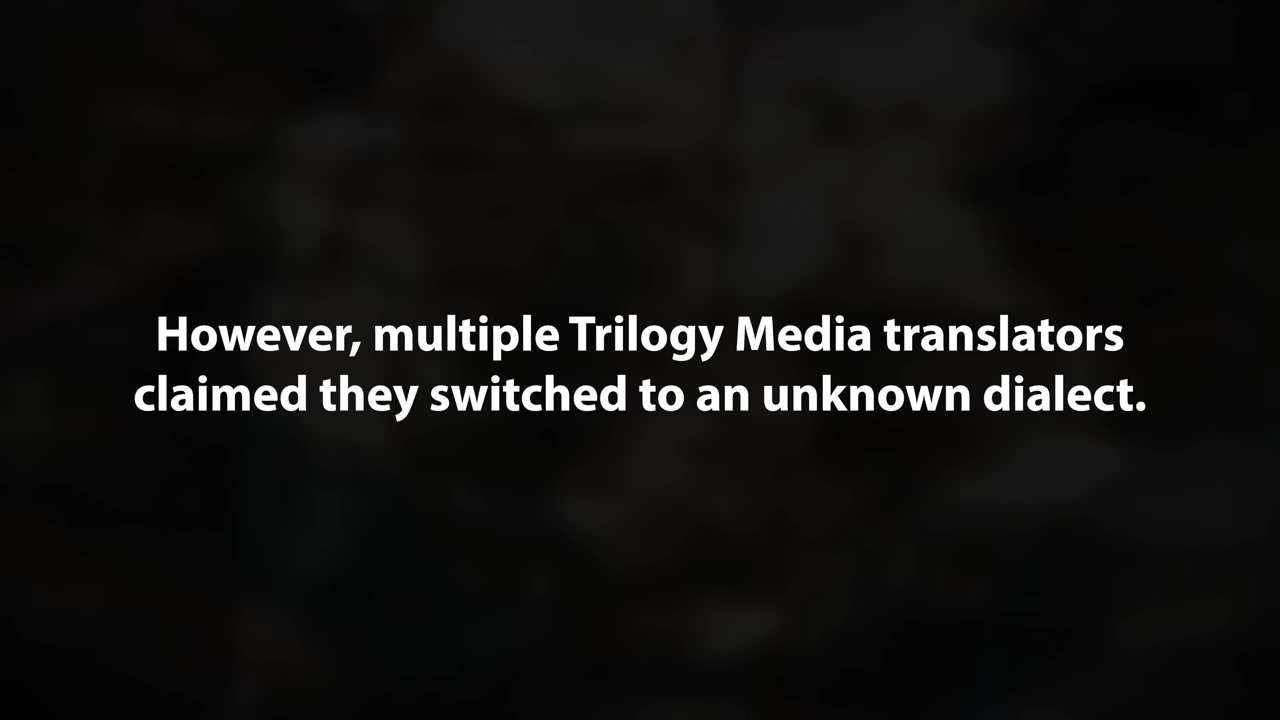 However, multiple Trilogy Media translators
claimed they switched to an unknown dialect.